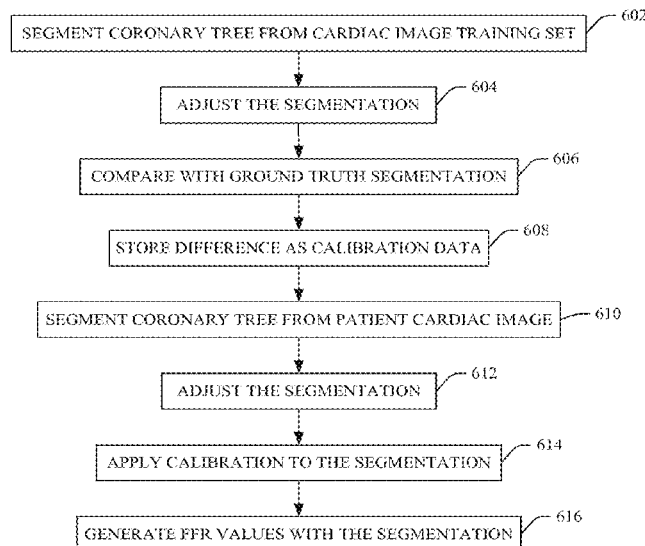 SEGMENT CORONARY TREE FROM CARDIAC IMAGE TRAINING SET
602
ADJUST THE SEGMENTATION
604
COMPARE WITH GROUND TRUTH SEGMENTATION
606
STORE DIFFERENCE AS CALIBRATION DATA
608
SEGMENT CORONARY TREE FROM PATIENT CARDIAC IMAGE
610
ADJUST THE SEGMENTATION
612
APPLY CALIBRATION TO THE SEGMENTATION
614
GENERATE FFR VALUES WITH THE SEGMENTATION
616